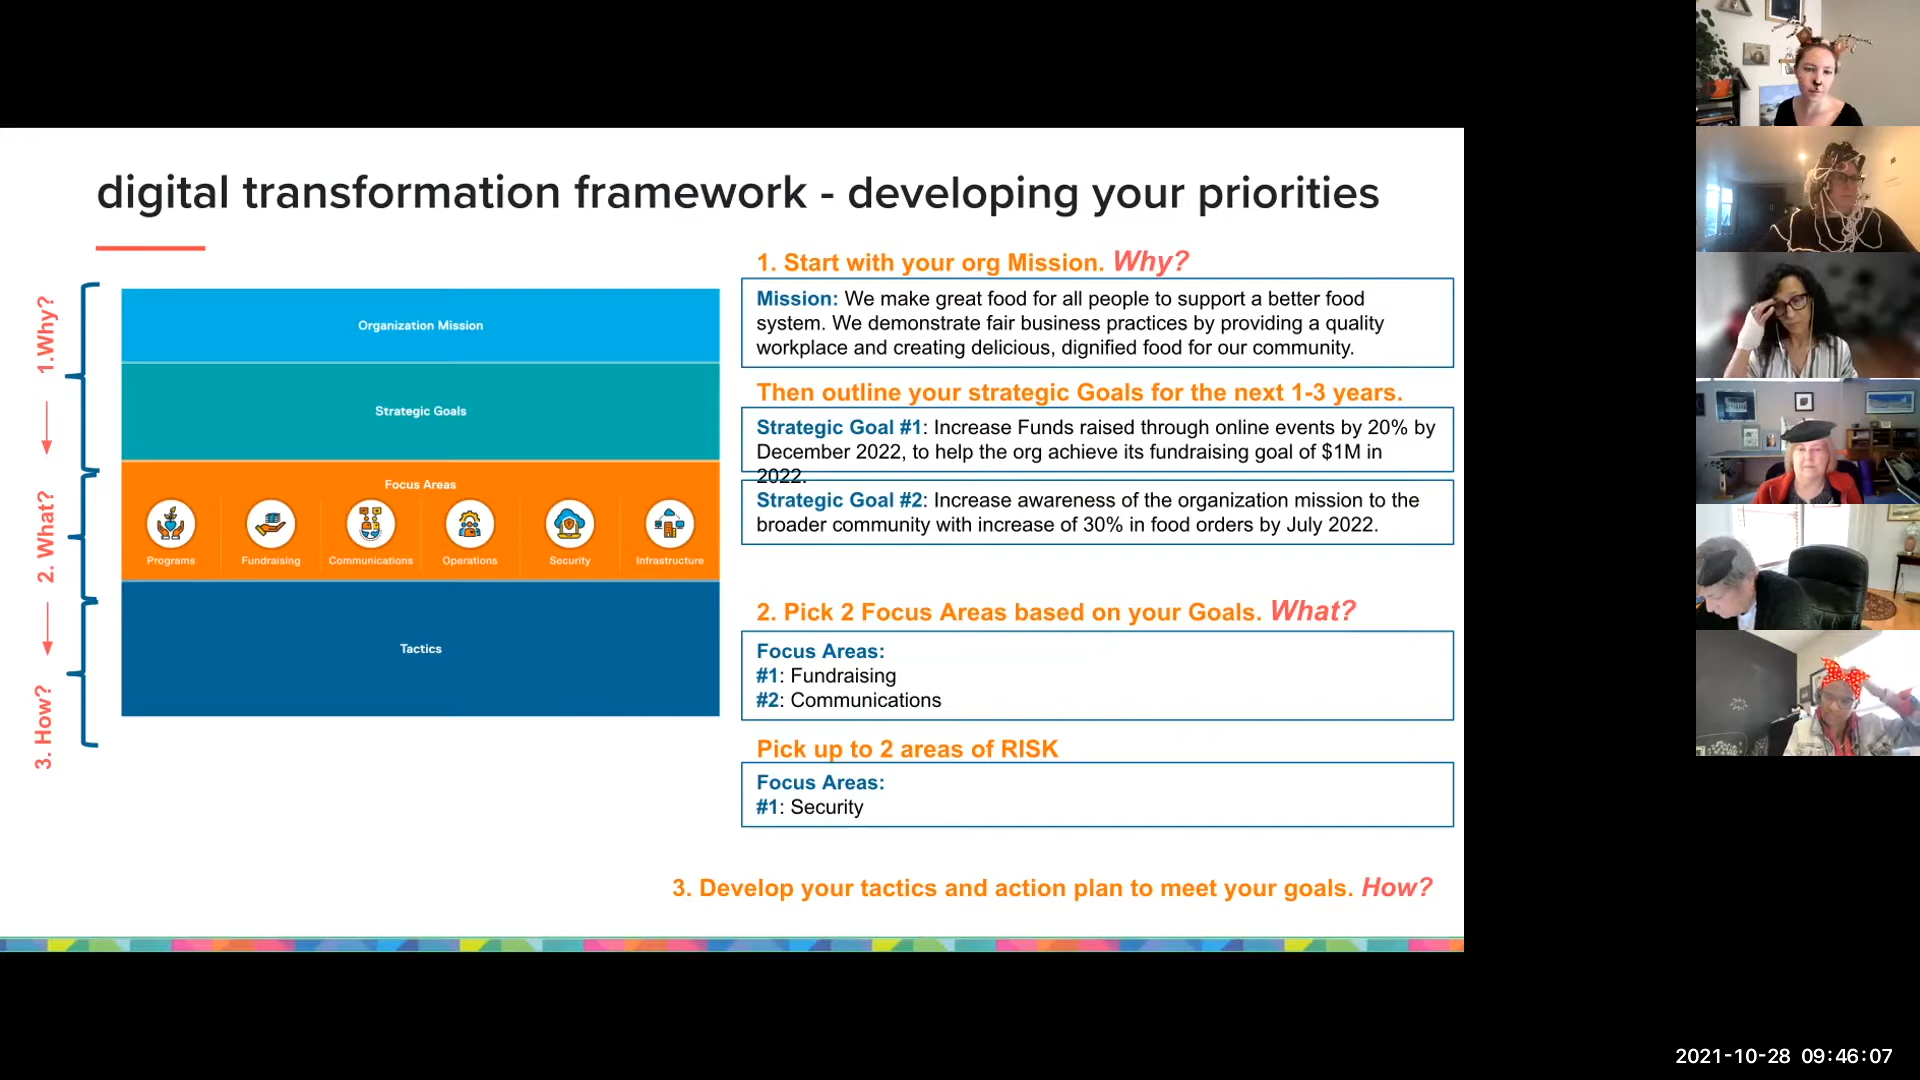 digital transformation framework - developing your priorities
1.Why?
2. What?
3. How?
Organization Mission
Strategic Goals
Focus Areas
Programs
Fundraising
Communications
Operations
Security
Infrastructure
Tactics
1. Start with your org Mission. Why?
Mission: We make great food for all people to support a better food
system. We demonstrate fair business practices by providing a quality
workplace and creating delicious, dignified food for our community.
Then outline your strategic Goals for the next 1-3 years.
Strategic Goal #1: Increase Funds raised through online events by 20% by
December 2022, to help the org achieve its fundraising goal of $1M in
2022.
Strategic Goal #2: Increase awareness of the organization mission to the
broader community with increase of 30% in food orders by July 2022.
2. Pick 2 Focus Areas based on your Goals. What?
Focus Areas:
#1: Fundraising
#2: Communications
Pick up to 2 areas of RISK
Focus Areas:
#1: Security
3. Develop your tactics and action plan to meet your goals. How?
2021-10-28 09:46:07